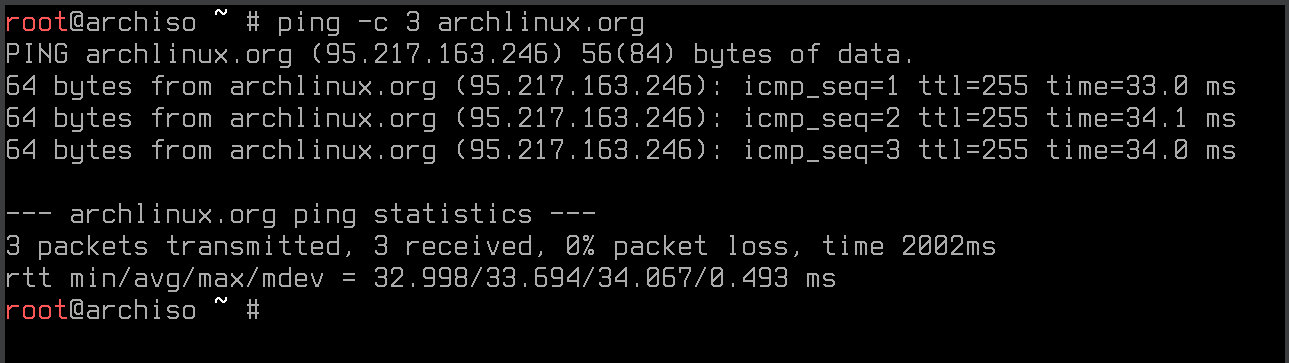 root@archiso ~ # ping -c 3 archlinux.org
PING archlinux.org (95.217.163.246) 56(84) bytes of data.
64 bytes from archlinux.org (95.217.163.246): icmp_seq=1 ttl=255 time=33.0 ms
64 bytes from archlinux.org (95.217.163.246): icmp_seq=2 ttl=255 time=34.1 ms
64 bytes from archlinux.org (95.217.163.246): icmp_seq=3 ttl=255 time=34.0 ms

--- archlinux.org ping statistics ---
3 packets transmitted, 3 received, 0% packet loss, time 2002ms
rtt min/avg/max/mdev = 32.998/33.694/34.067/0.493 ms
root@archiso ~ #